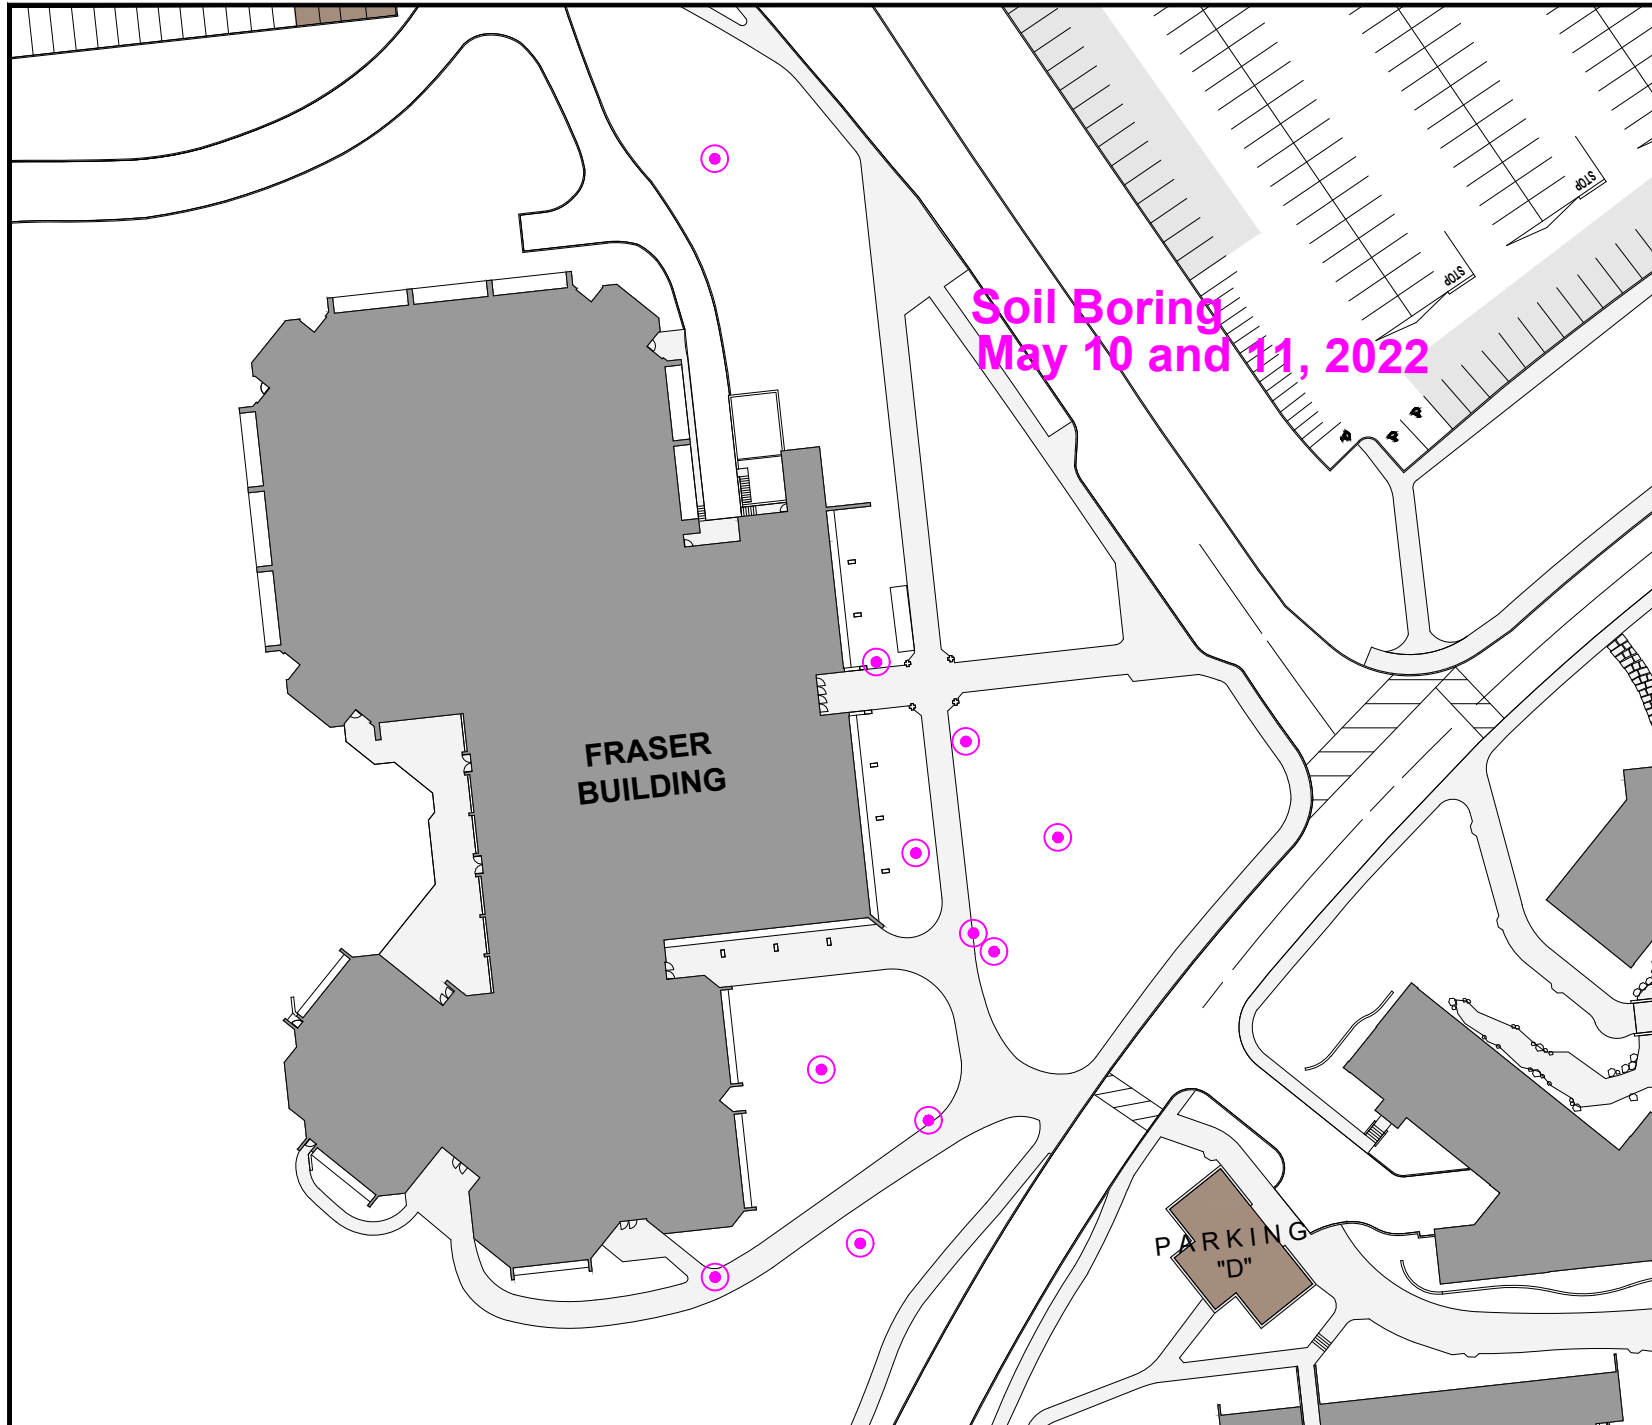 STOP
STOP
Soil Boring
May 10 and 11, 2022
FRASER
BUILDING
PARKING
"D"